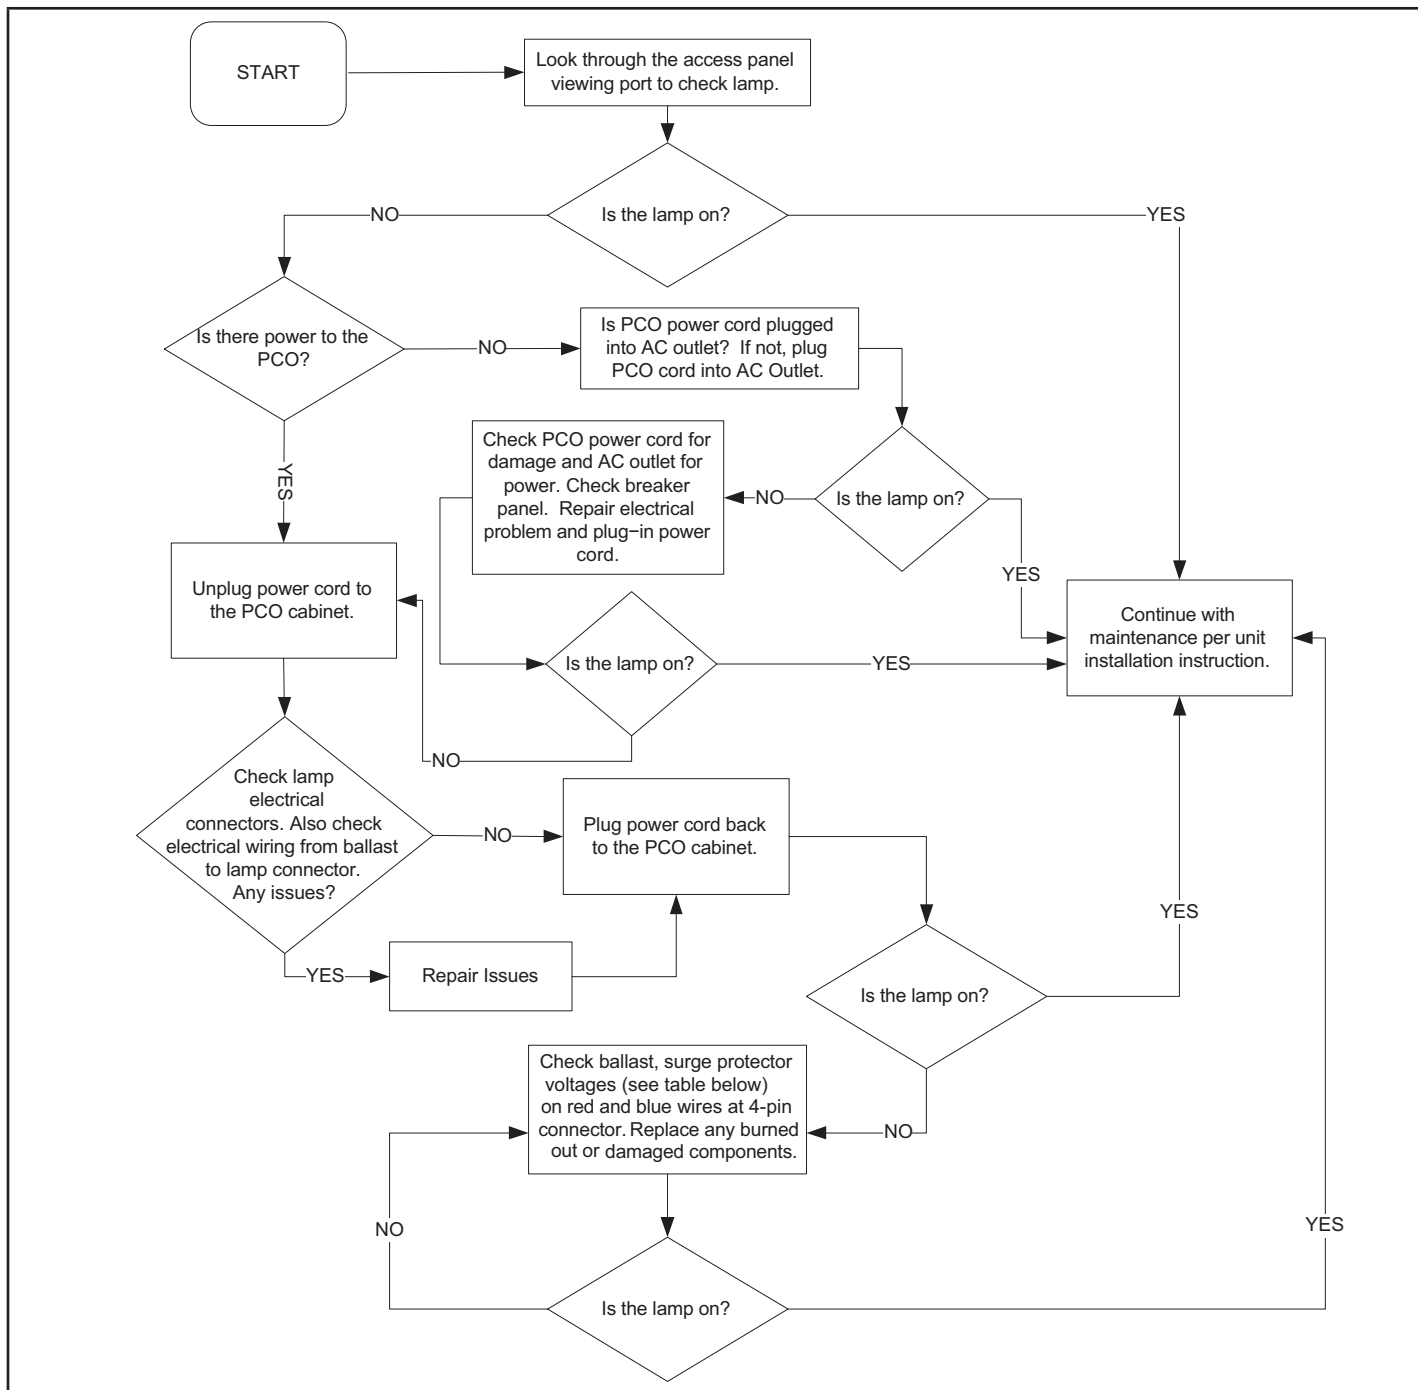 START
Look through the access panel
viewing port to check lamp.
Is the lamp on?
NO
YES
Is there power to the
PCO?
NO
Is PCO power cord plugged
into AC outlet?  If not, plug
PCO cord into AC Outlet.
YES
Check PCO power cord for
damage and AC outlet for
power. Check breaker
panel.  Repair electrical
problem and plug−in power
cord.
NO
Is the lamp on?
YES
Unplug power cord to
the PCO cabinet.
Is the lamp on?
YES
Continue with
maintenance per unit
installation instruction.
NO
Check lamp
electrical
connectors. Also check
electrical wiring from ballast
to lamp connector.
Any issues?
NO
Plug power cord back
to the PCO cabinet.
YES
Repair Issues
Is the lamp on?
YES
NO
Check ballast, surge protector
voltages (see table below)
on red and blue wires at 4-pin
connector. Replace any burned
out or damaged components.
NO
Is the lamp on?
YES